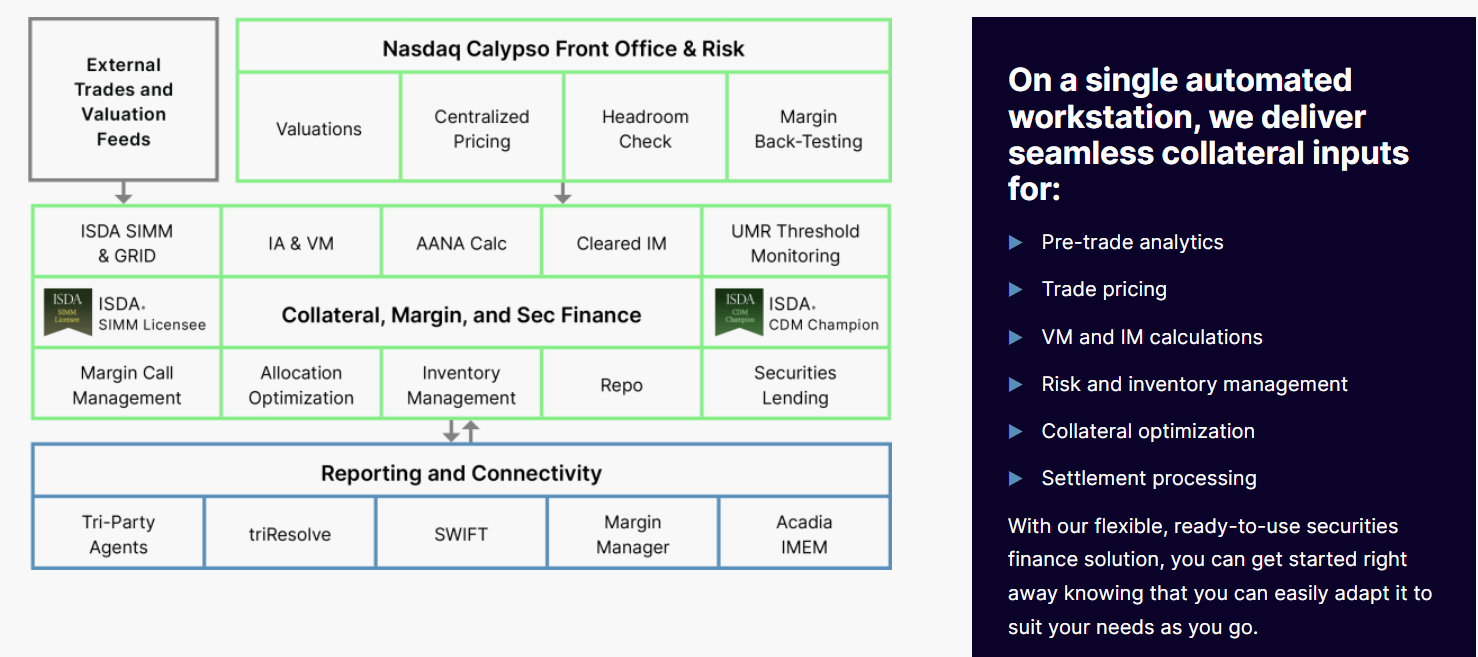 External
Trades and
Valuation
Feeds
Nasdaq Calypso Front Office & Risk
Valuations
Centralized
Pricing
Headroom
Check
Margin
Back-Testing
ISDA SIMM
& GRID
IA & VM
AANA Calc
Cleared IM
UMR Threshold
Monitoring
ISDA
SIMM
Licensee
ISDA.
SIMM Licensee
Collateral, Margin, and Sec Finance
ISDA
CDM
Champion
ISDA.
CDM Champion
Margin Call
Management
Allocation
Optimization
Inventory
Management
Repo
Securities
Lending
Reporting and Connectivity
Tri-Party
Agents
triResolve
SWIFT
Margin
Manager
Acadia
IMEM
On a single automated
workstation, we deliver
seamless collateral inputs
for:
Pre-trade analytics
Trade pricing
VM and IM calculations
Risk and inventory management
Collateral optimization
Settlement processing
With our flexible, ready-to-use securities
finance solution, you can get started right
away knowing that you can easily adapt it to
suit your needs as you go.